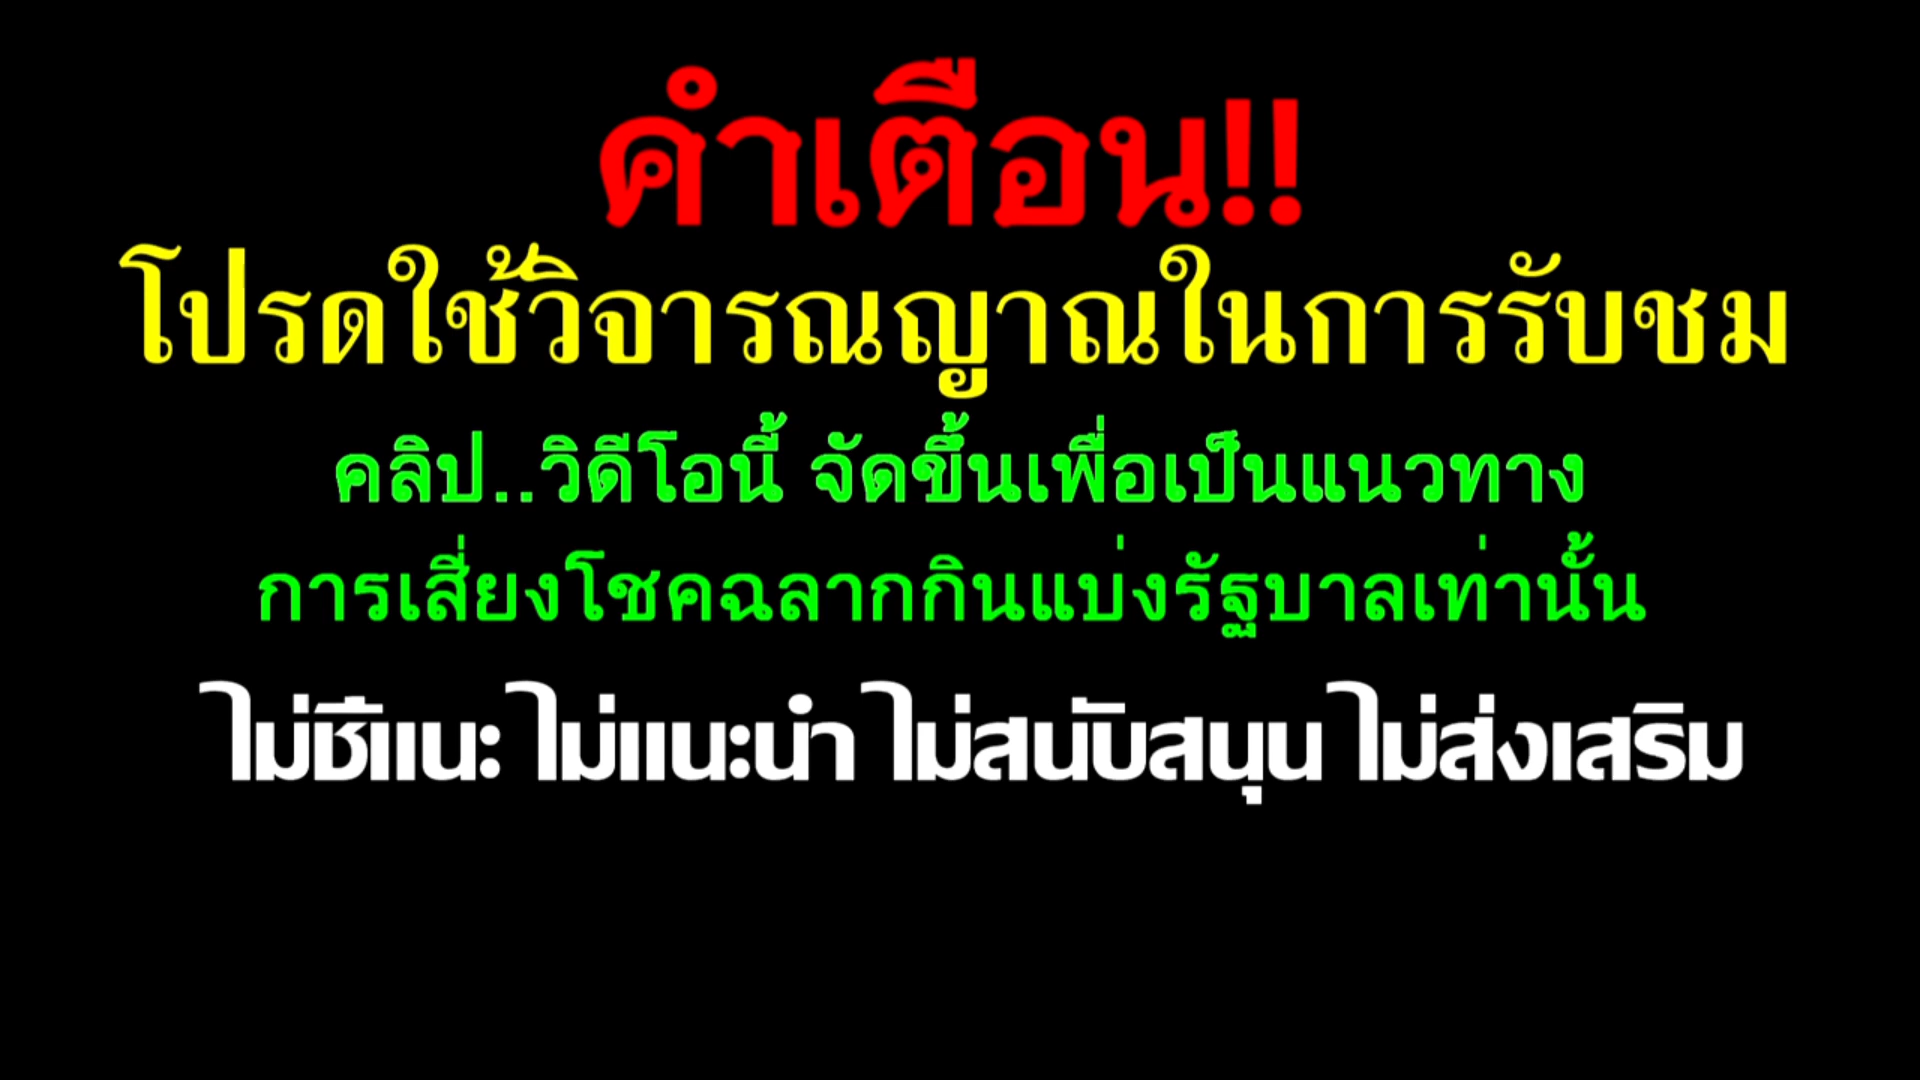 คำเตือน!!
โปรดใช้วิจารณญาณในการรับชม
คลิป..วิดีโอนี้ จัดขึ้นเพื่อเป็นแนวทาง
การเสี่ยงโชคฉลากกินแบ่งรัฐบาลเท่านั้น
ไม่ชี้แนะ ไม่แนะนำ ไม่สนับสนุน ไม่ส่งเสริม